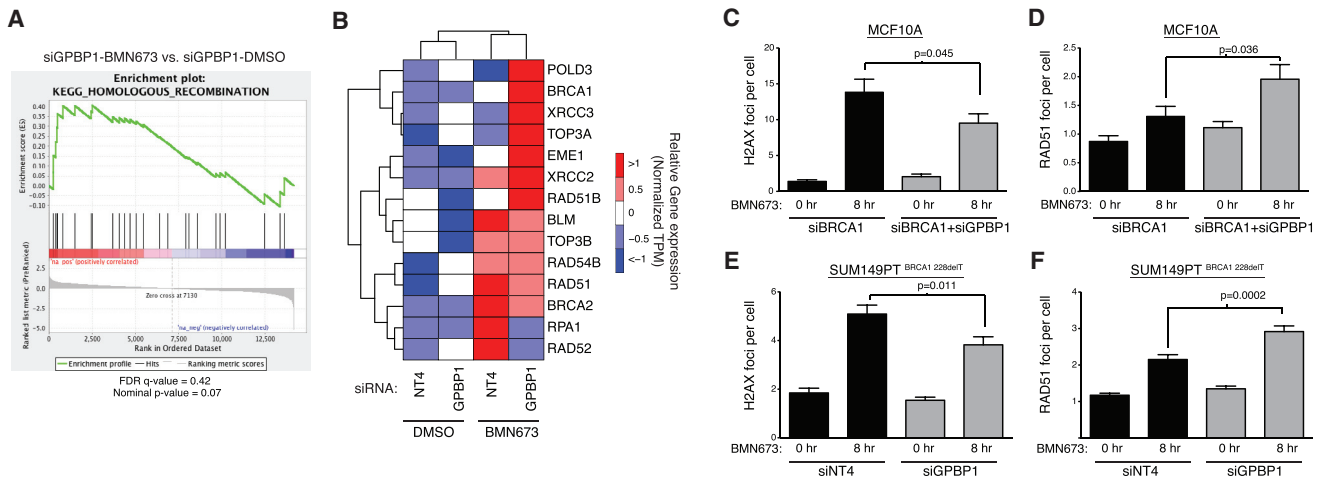 A
siGPBP1-BMN673 vs. siGPBP1-DMSO
Enrichment plot:
KEGG_HOMOLOGOUS_RECOMBINATION
Enrichment score (ES)
0.40
0.35
0.30
0.25
0.20
0.15
0.10
0.05
0.00
-0.05
-0.10
'na_pos' (positively correlated)
Ranked list metric (PreRanked)
2.5
0.0
-2.5
-5.0
Zero cross at 7130
'na_neg' (negatively correlated)
0 2,500 5,000 7,500 10,000 12,500
Rank in Ordered Dataset
Enrichment profile Hits Ranking metric scores
FDR q-value = 0.42
Nominal p-value = 0.07
B
POLD3
BRCA1
XRCC3
TOP3A
EME1
XRCC2
RAD51B
BLM
TOP3B
RAD54B
RAD51
BRCA2
RPA1
RAD52
siRNA: NT4 GPBP1 NT4 GPBP1
DMSO BMN673
>1
0.5
0
−0.5
<−1
Relative Gene expression
(Normalized TPM)
C
MCF10A
p=0.045
H2AX foci per cell
20
15
10
5
0
BMN673: 0 hr 8 hr 0 hr 8 hr
siBRCA1 siBRCA1+siGPBP1
D
MCF10A
p=0.036
RAD51 foci per cell
2.5
2.0
1.5
1.0
0.5
0.0
BMN673: 0 hr 8 hr 0 hr 8 hr
siBRCA1 siBRCA1+siGPBP1
E
SUM149PT BRCA1 228delT
p=0.011
H2AX foci per cell
6
4
2
0
BMN673: 0 hr 8 hr 0 hr 8 hr
siNT4 siGPBP1
F
SUM149PT BRCA1 228delT
p=0.0002
RAD51 foci per cell
4
3
2
1
BMN673: 0 hr 8 hr 0 hr 8 hr
siNT4 siGPBP1